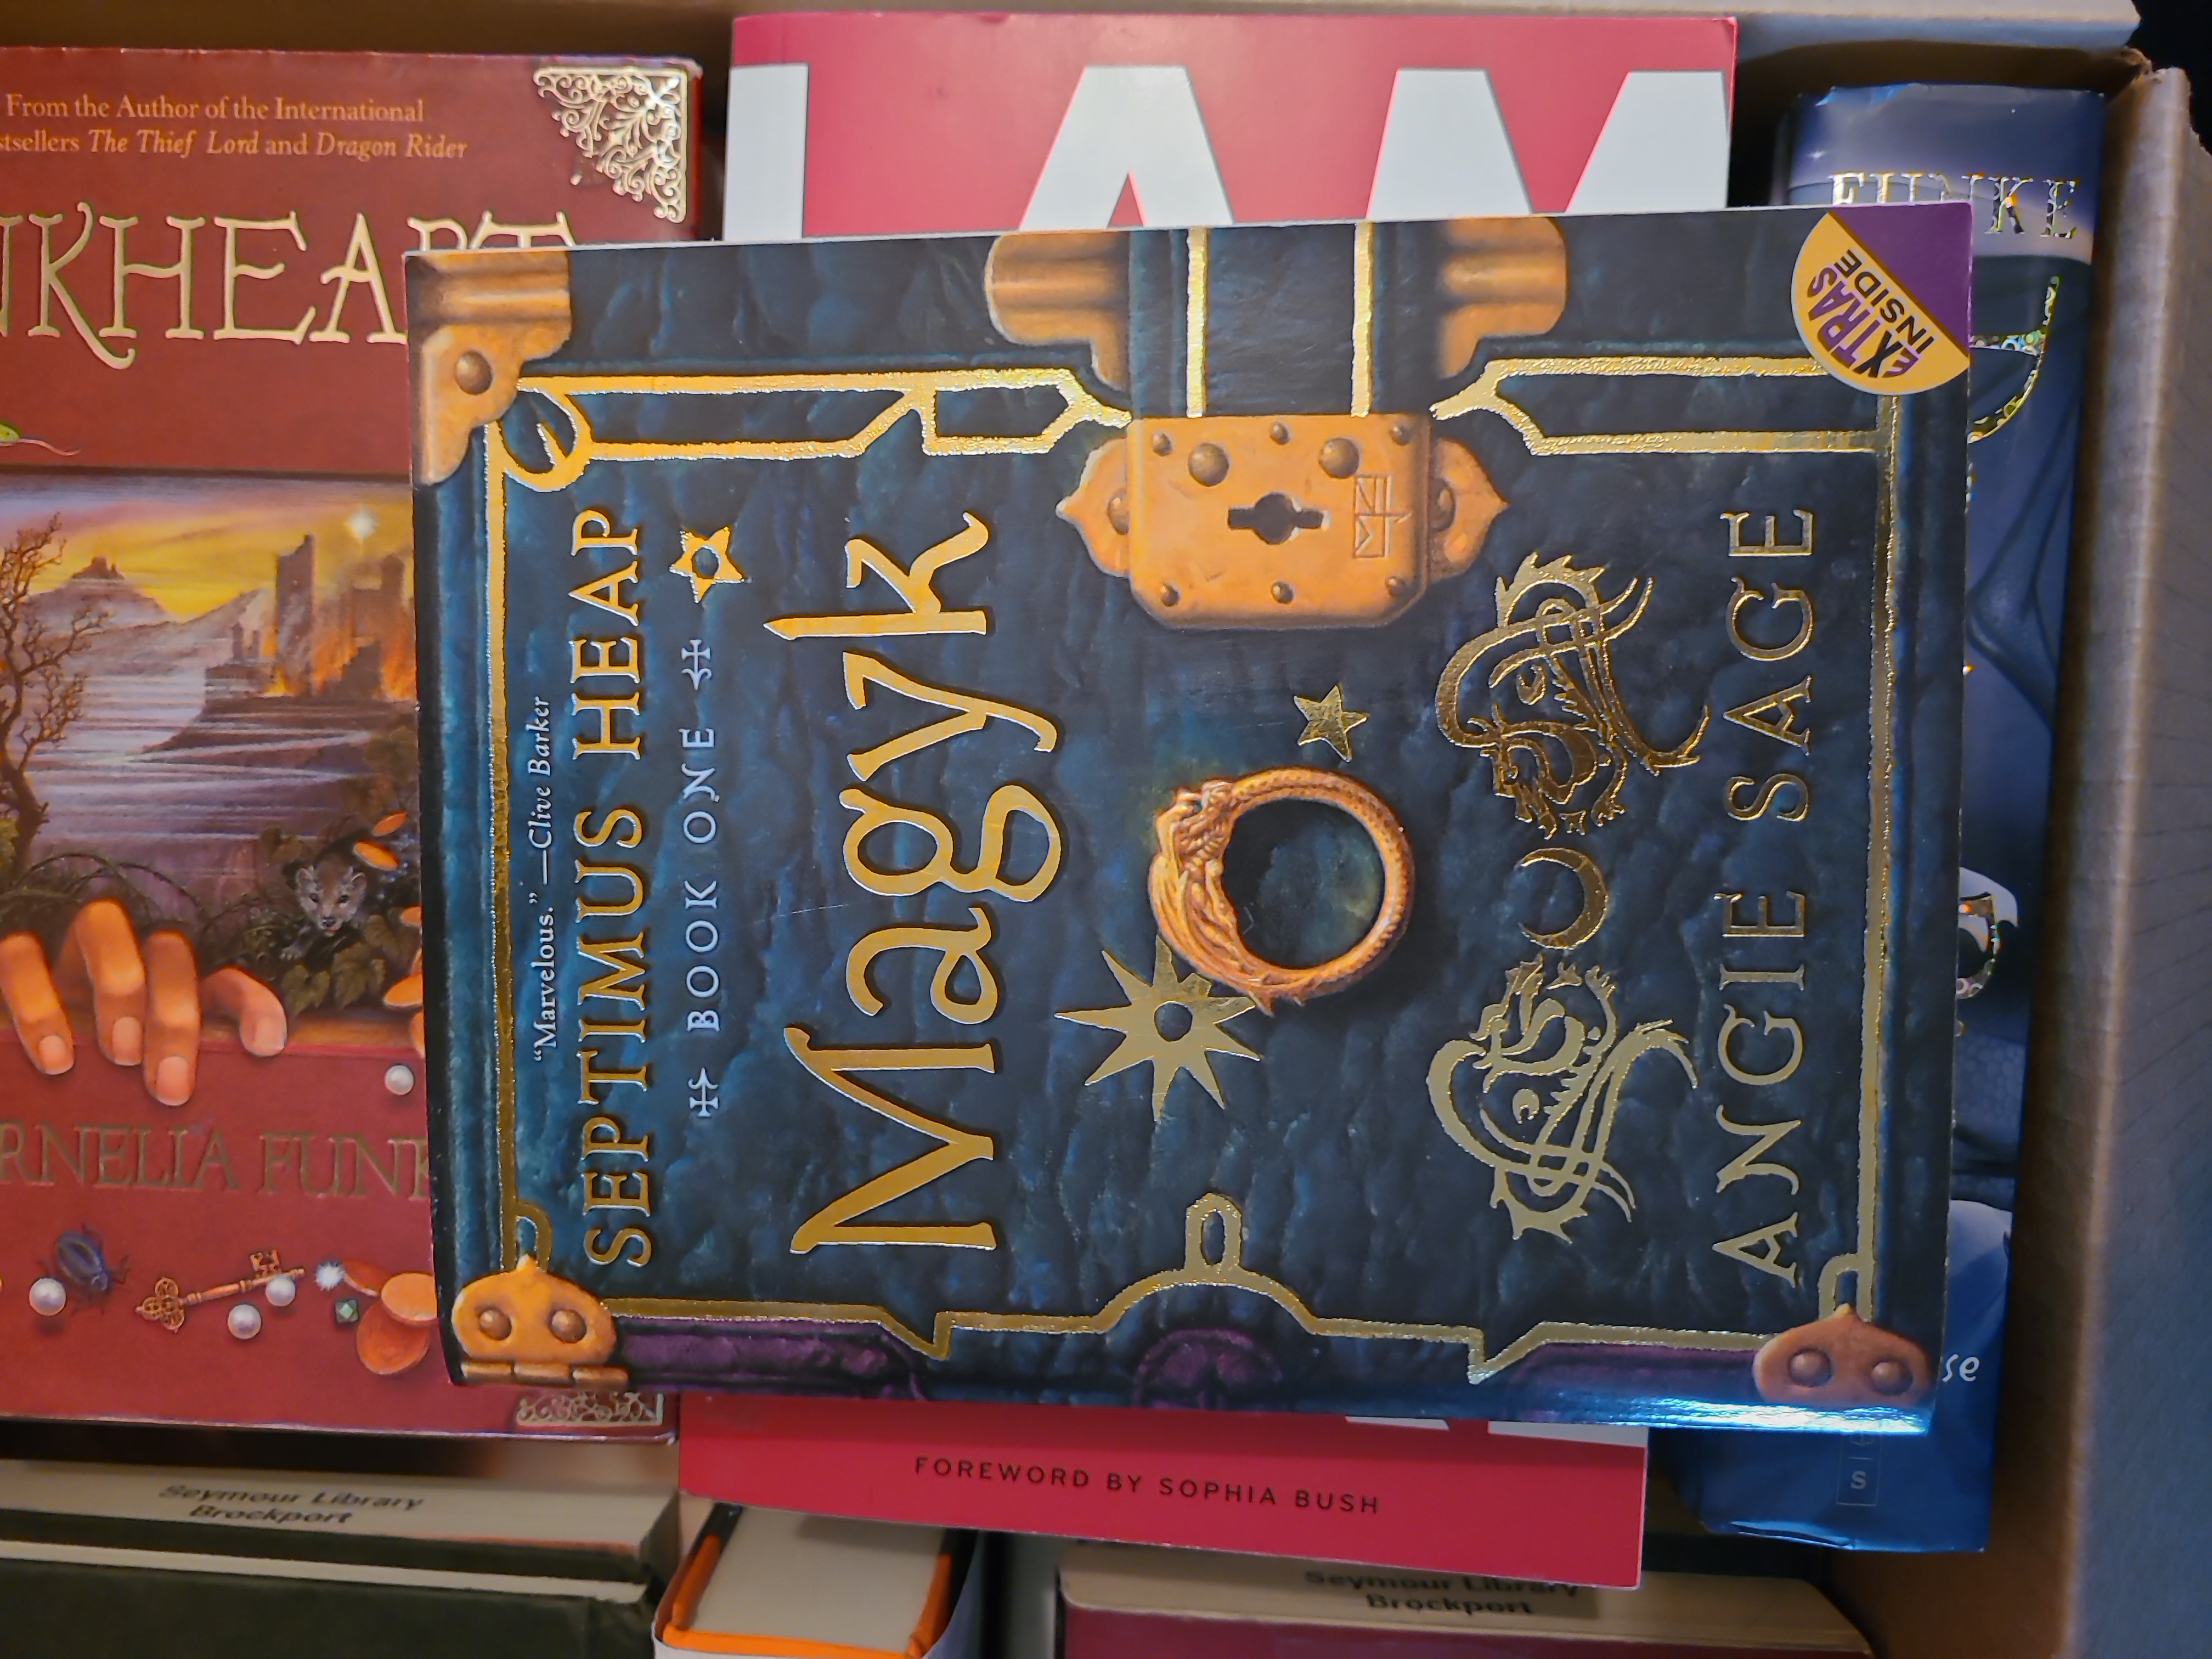 From the Author of the International
stsellers The Thief Lord and Dragon Rider
NKHEART
RNELIA FUNK
I AM
FOREWORD BY SOPHIA BUSH
FUNKE
se
S
EXTRAS
INSIDE
"Marvelous." —Clive Barker
SEPTIMUS HEAP
BOOK ONE
Magyk
ANGIE SAGE
Seymour Library
Brockport
Seymour Library
Brockport